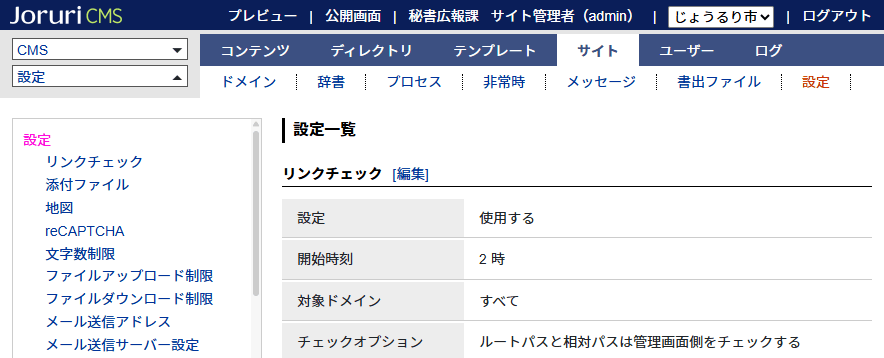 Joruri CMS プレビュー | 公開画面 | 秘書広報課 サイト管理者（admin） | じょうるり市 | ログアウト
CMS
設定
コンテンツ ディレクトリ テンプレート サイト ユーザー ログ
ドメイン 辞書 プロセス 非常時 メッセージ 書出ファイル 設定
設定
リンクチェック
添付ファイル
地図
reCAPTCHA
文字数制限
ファイルアップロード制限
ファイルダウンロード制限
メール送信アドレス
メール送信サーバー設定
設定一覧
リンクチェック [編集]
設定 使用する
開始時刻 2 時
対象ドメイン すべて
チェックオプション ルートパスと相対パスは管理画面側をチェックする